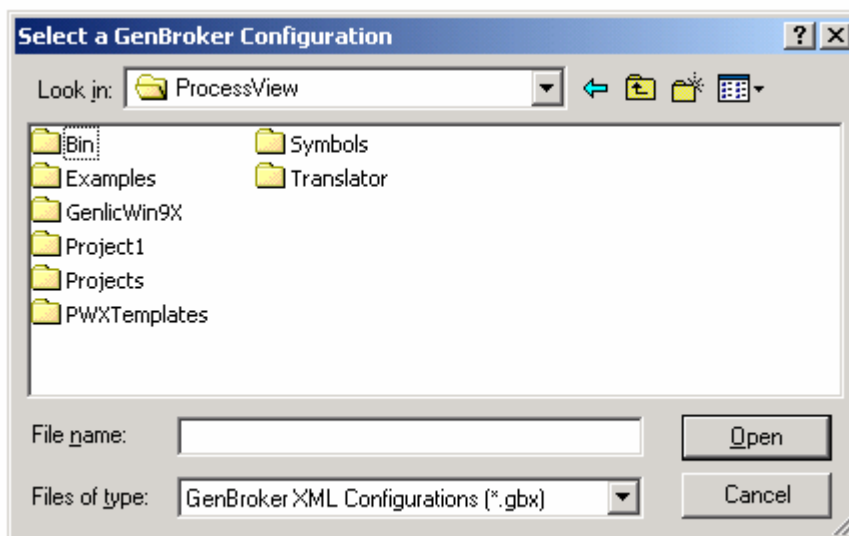 Select a GenBroker Configuration
Look in: ProcessView
Bin
Examples
GenlicWin9X
Project1
Projects
PWXTemplates
Symbols
Translator
File name:
Open
Files of type: GenBroker XML Configurations (*.gbx)
Cancel